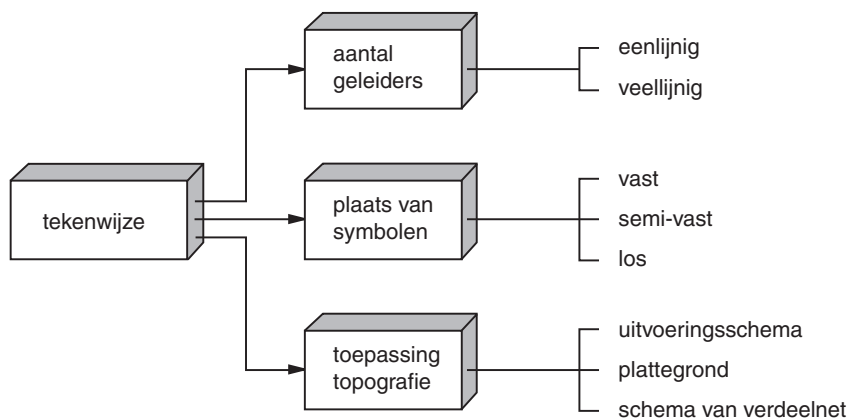 aantal
geleiders
eenlijnig
veellijnig
tekenwijze
plaats van
symbolen
vast
semi-vast
los
toepassing
topografie
uitvoeringsschema
plattegrond
schema van verdeelnet